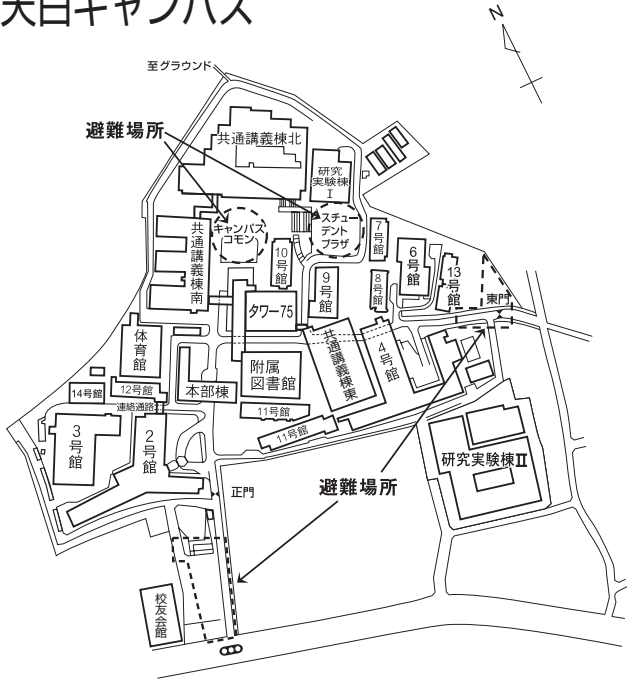 天白キャンパス
N
至グラウンド
避難場所
共通講義棟北
研究
実験棟
I
キャンパス
コモン
スチュー
デント
プラザ
共通講義棟南
10号館
7号館
6号館
13号館
東門
9号館
8号館
タワー75
体育館
共通講義棟東
4号館
附属
図書館
本部棟
14号館
12号館
連絡通路
11号館
11号館
3号館
2号館
研究実験棟Ⅱ
正門
避難場所
校友会館